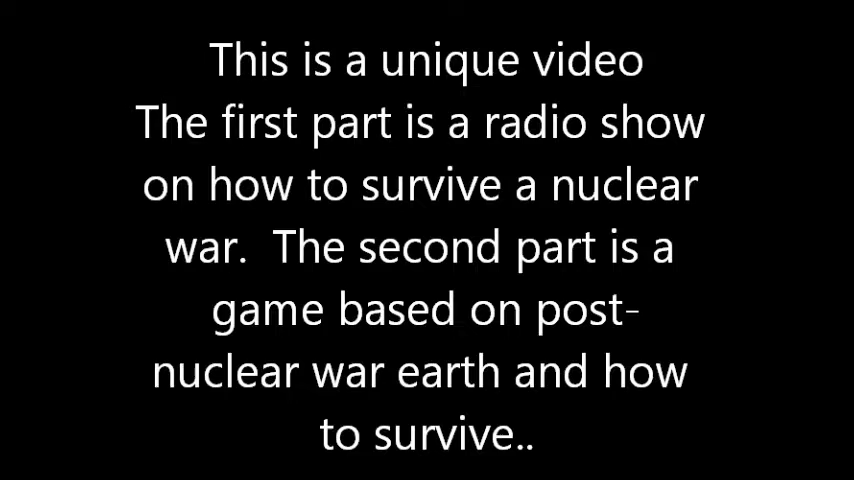 This is a unique video
The first part is a radio show
on how to survive a nuclear
war.  The second part is a
game based on post-
nuclear war earth and how
to survive..